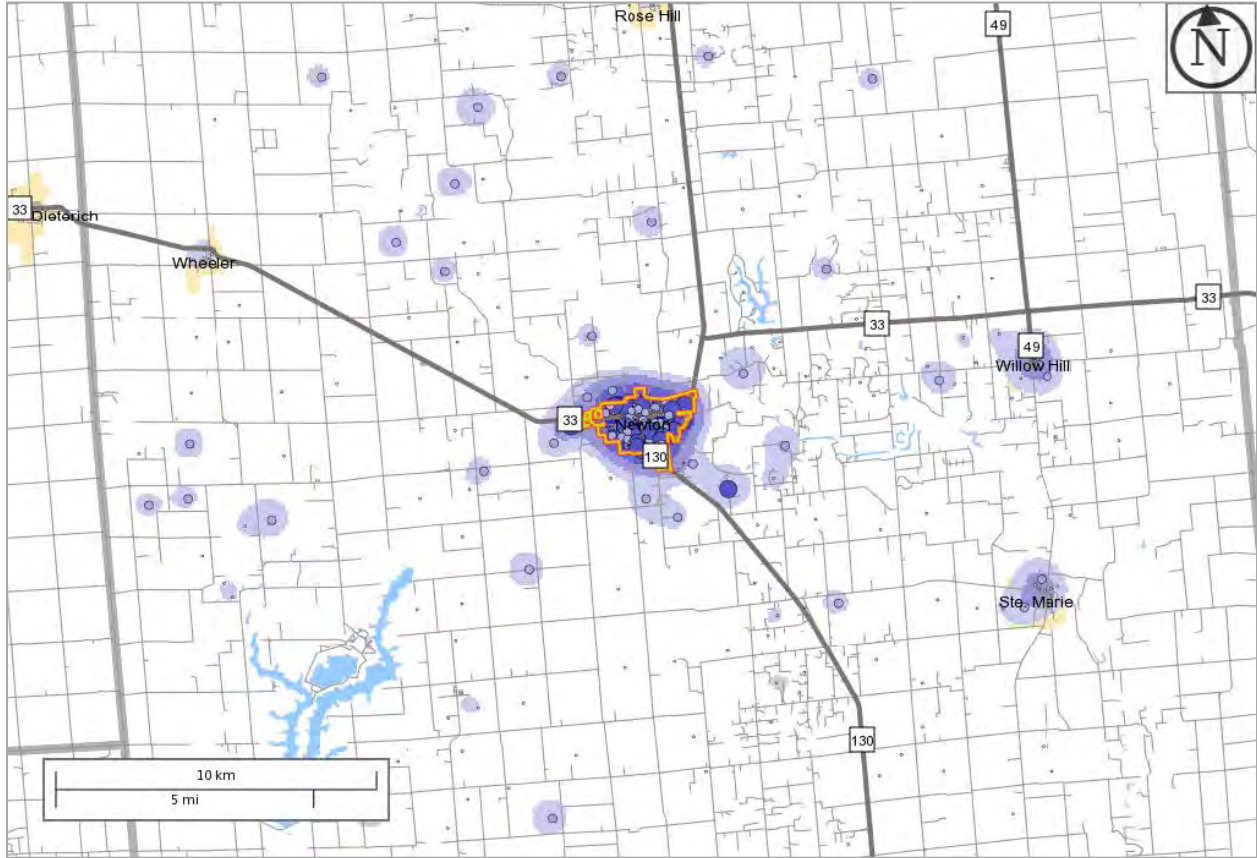 Rose Hill
49
N
33
Dieterich
Wheeler
33
33
49
Willow Hill
33
Newton
130
Ste. Marie
130
10 km
5 mi